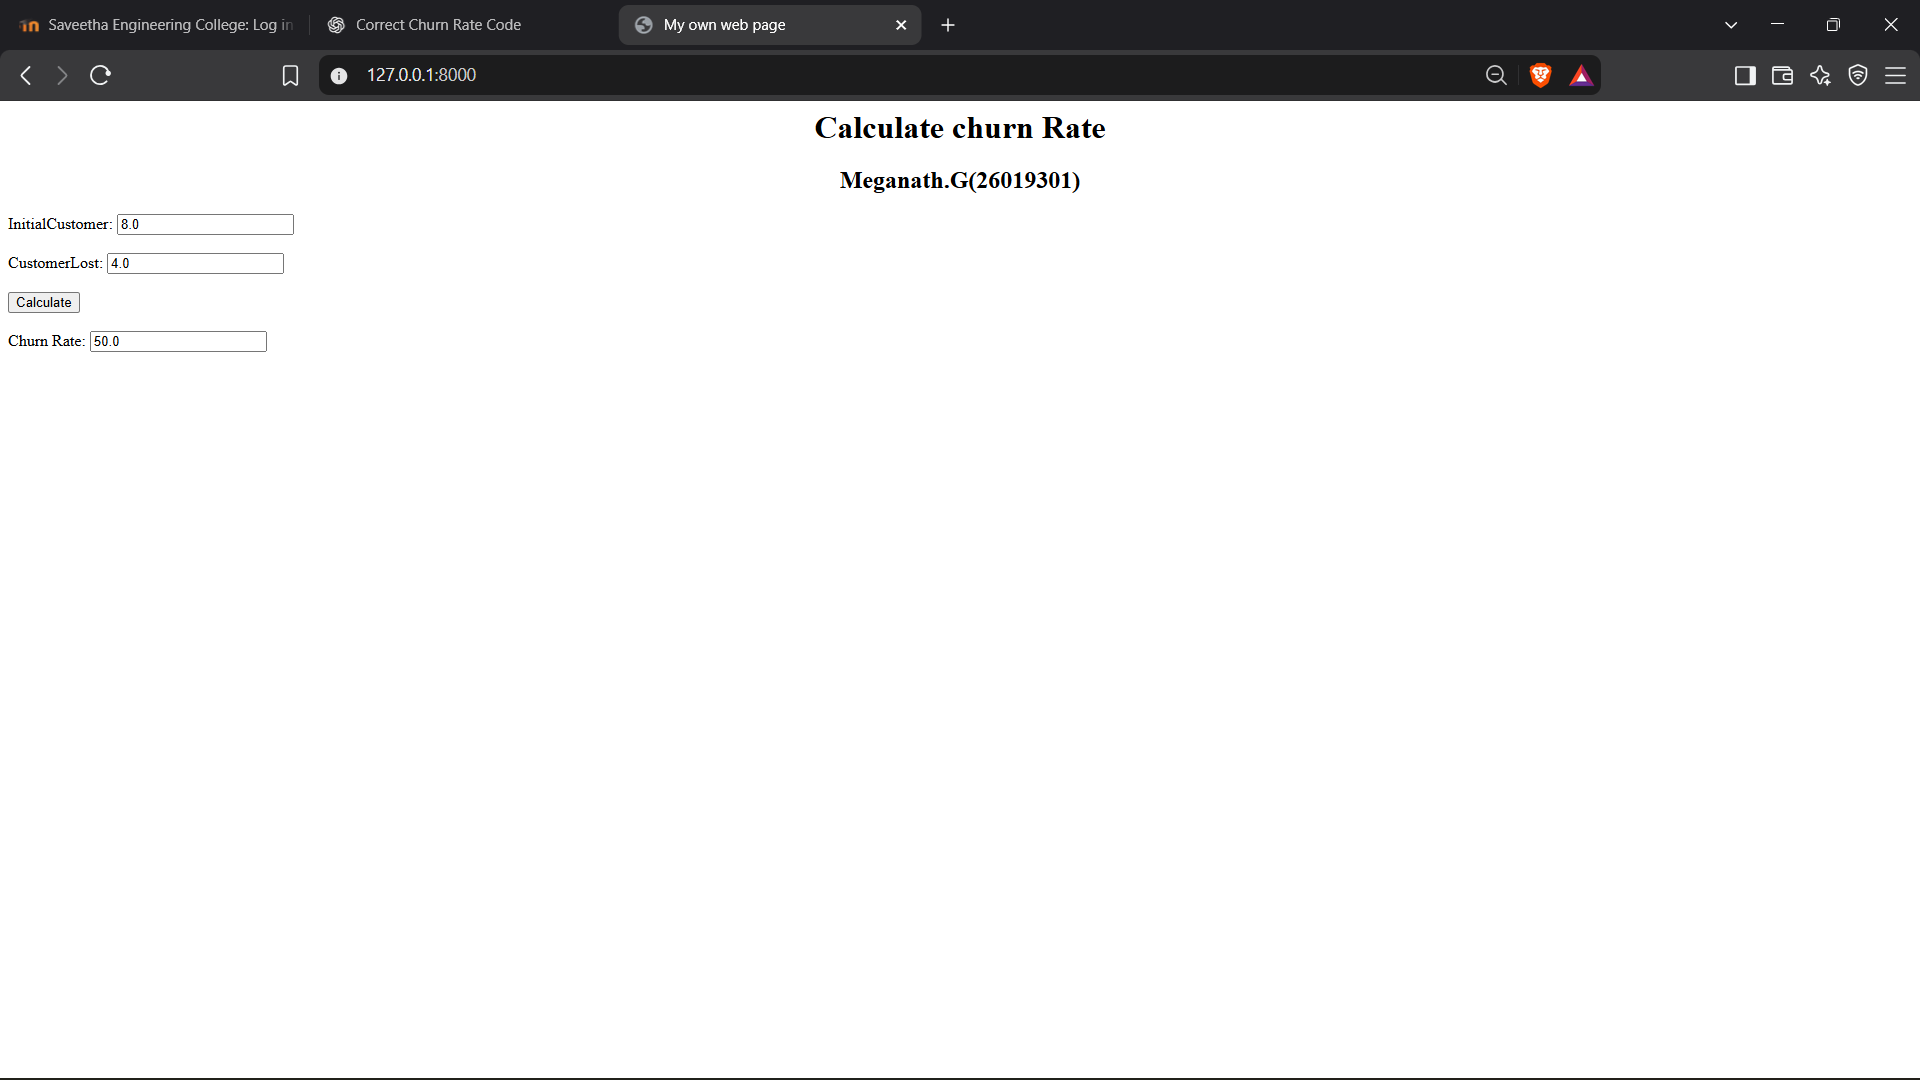 Saveetha Engineering College: Log in
Correct Churn Rate Code
My own web page
127.0.0.1:8000
Calculate churn Rate
Meganath.G(26019301)
InitialCustomer: 8.0
CustomerLost: 4.0
Calculate
Churn Rate: 50.0